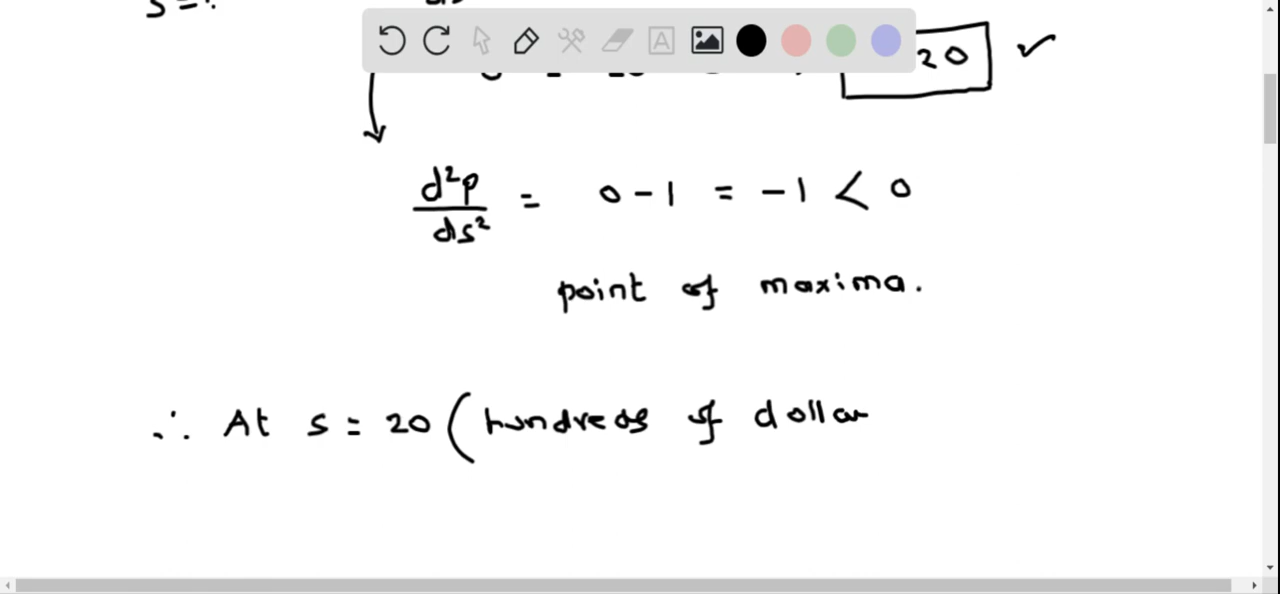 s = ?
20 ✓
d²p/ds² = 0 - 1 = -1 < 0
point of maxima.
∴ At s = 20 (hundreds of dollar